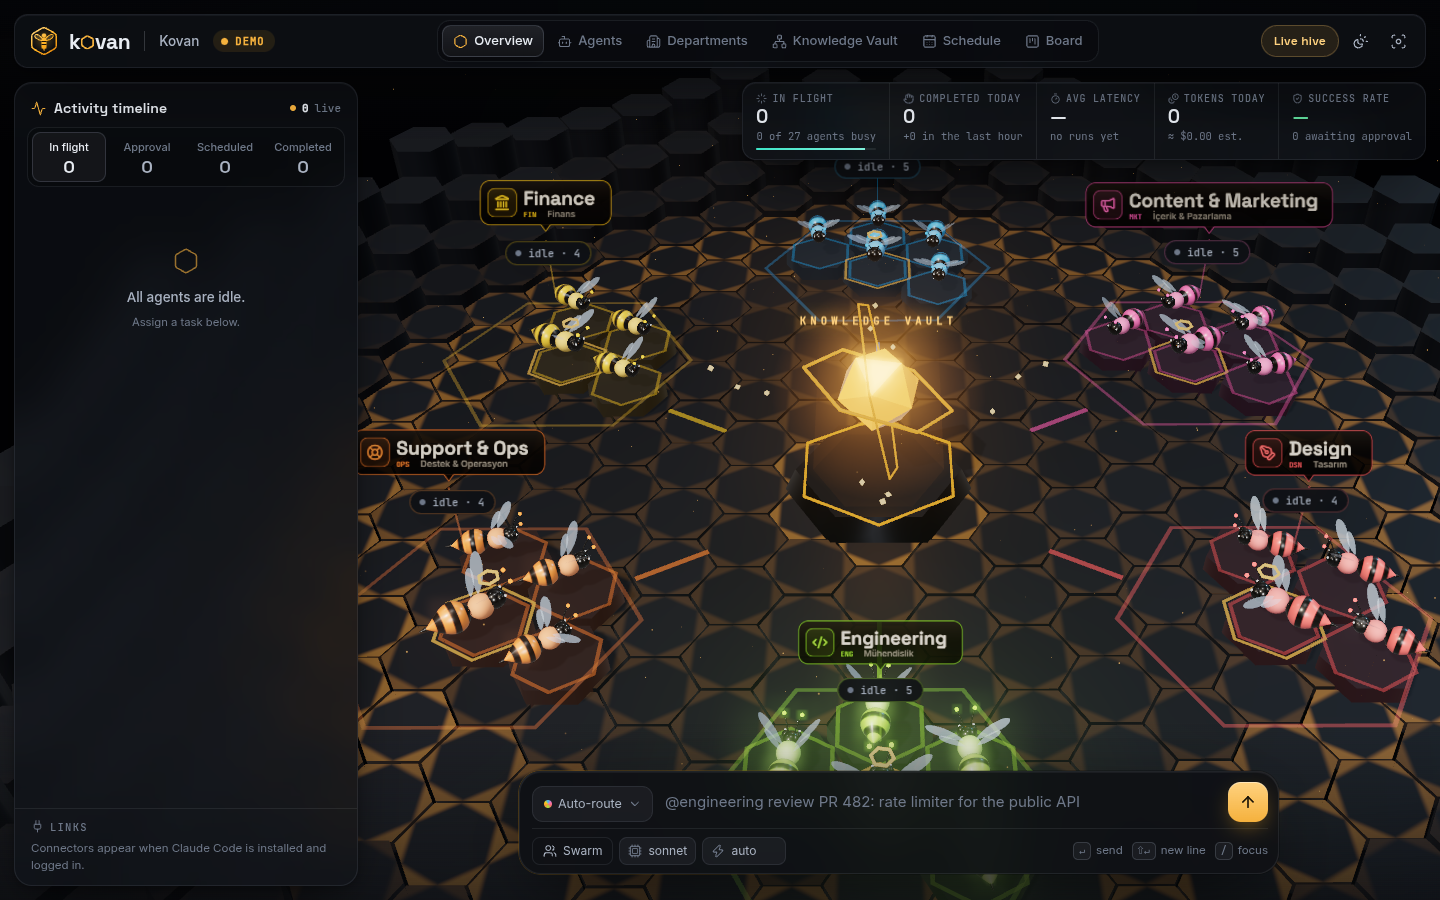 kovan
Kovan
DEMO
Overview
Agents
Departments
Knowledge Vault
Schedule
Board
Live hive
Activity timeline
0 live
In flight
0
Approval
0
Scheduled
0
Completed
0
All agents are idle.
Assign a task below.
LINKS
Connectors appear when Claude Code is installed and
logged in.
IN FLIGHT
0
0 of 27 agents busy
COMPLETED TODAY
0
+0 in the last hour
AVG LATENCY
—
no runs yet
TOKENS TODAY
0
≈ $0.00 est.
SUCCESS RATE
—
0 awaiting approval
idle · 5
Finance
FIN Finans
idle · 4
Content & Marketing
MKT İçerik & Pazarlama
idle · 5
KNOWLEDGE VAULT
Support & Ops
OPS Destek & Operasyon
idle · 4
Design
DSN Tasarım
idle · 4
Engineering
ENG Mühendislik
idle · 5
Auto-route
@engineering review PR 482: rate limiter for the public API
Swarm
sonnet
auto
↵ send
⇧↵ new line
/ focus